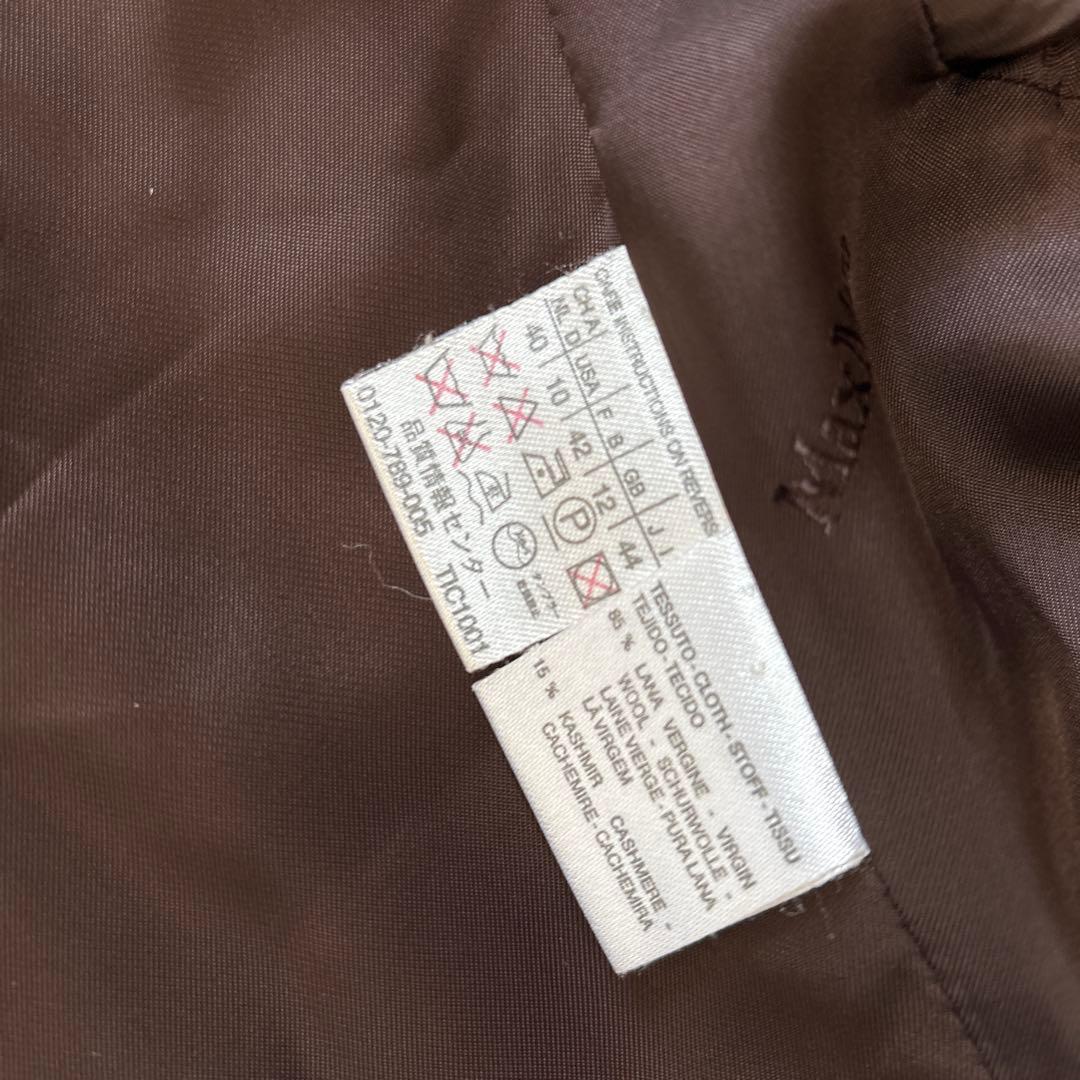 CARE INSTRUCTIONS ON REVERS
CH/A F GB J I
NL D USA B
40 10 42 12 44
P
品質情報センター
0120-789-005 TIC1001
TESSUTO-CLOTH-STOFF-TISSU
TEJIDO-TECIDO
85 % LANA VERGINE - VIRGIN
WOOL - SCHURWOLLE -
LAINE VIERGE-PURA LANA
LÀ VIRGEM
15 % KASHMIR CASHMERE -
CACHEMIRE-CACHEMIRA